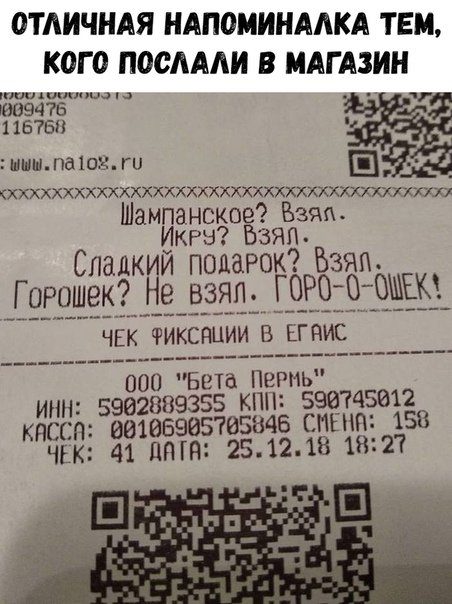 ОТЛИЧНАЯ НАПОМИНАЛКА ТЕМ,
КОГО ПОСЛАЛИ В МАГАЗИН
009476
116768
: www.nalog.ru
xxxxxxxxxxxxxxxxxxxxxxxxxxxxxxxxxxxxxxxx
Шампанское? Взял.
Икру? Взял.
Сладкий подарок? Взял.
Горошек? Не взял. ГОРО-О-ОШЕК!
ЧЕК ФИКСАЦИИ В ЕГАИС
ООО "Бета Пермь"
ИНН: 5902889355 КПП: 590745012
КАССА: 00106905705846 СМЕНА: 158
ЧЕК: 41 ДАТА: 25.12.18 18:27